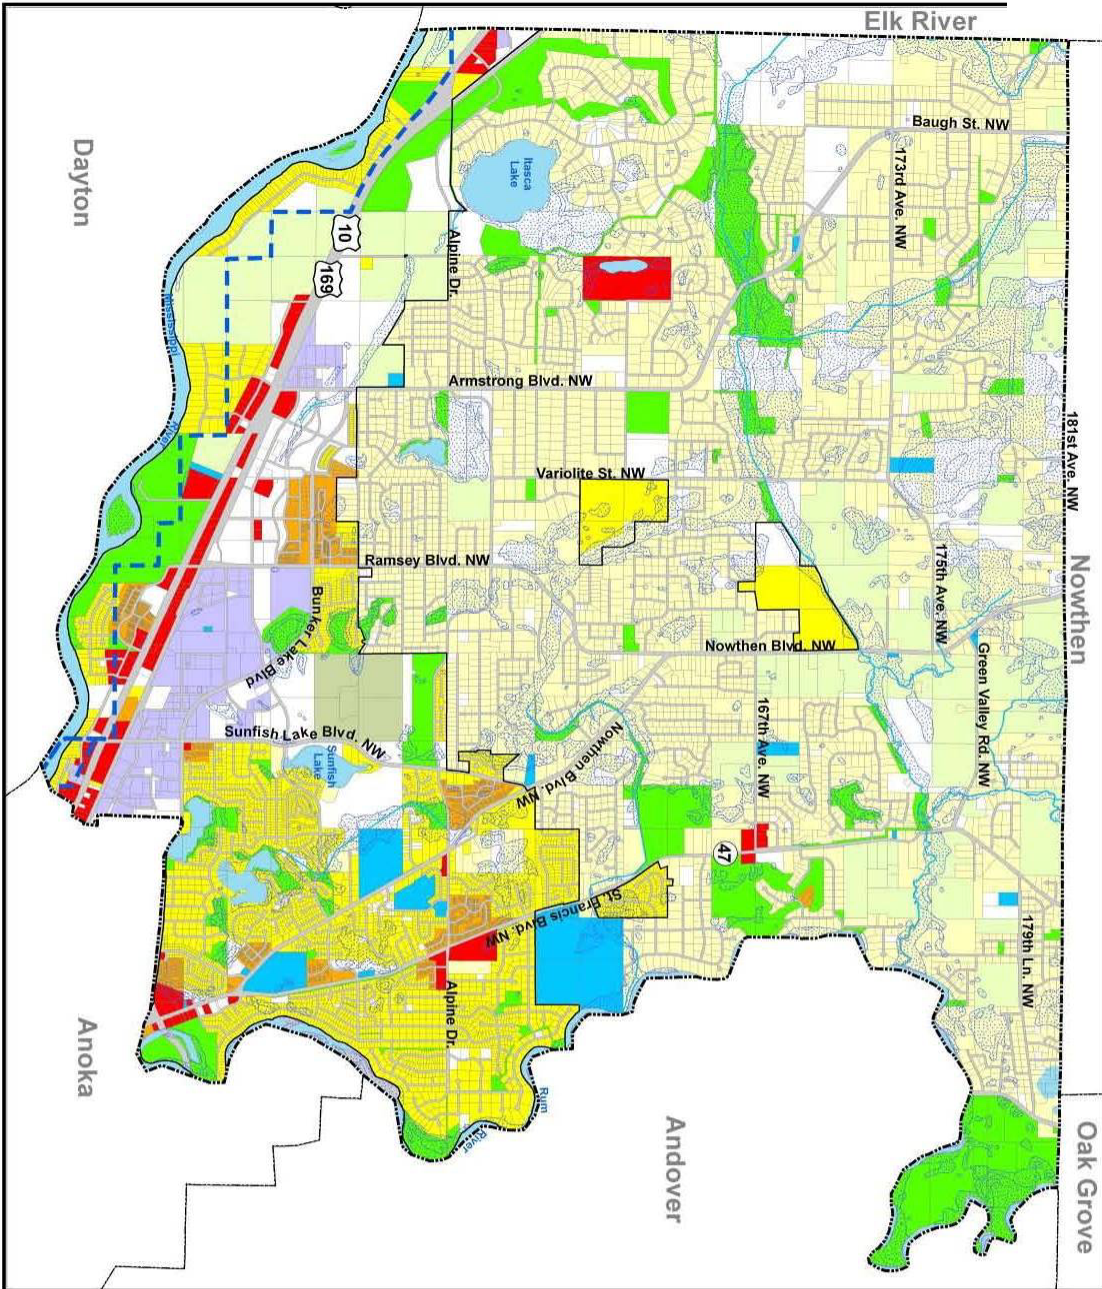 Elk River
Dayton
Baugh St. NW
173rd Ave. NW
Itasca
Lake
10
169
Alpine Dr.
Mississippi
River
Armstrong Blvd. NW
181st Ave. NW
Variolite St. NW
Ramsey Blvd. NW
175th Ave. NW
Nowthen
Bunker Lake Blvd
Nowthen Blvd. NW
Green Valley Rd. NW
Sunfish Lake Blvd. NW
Sunfish
Lake
Nowthen Blvd. NW
167th Ave. NW
47
St. Francis Blvd. NW
179th Ln. NW
Alpine Dr.
Anoka
Rum
River
Andover
Oak Grove